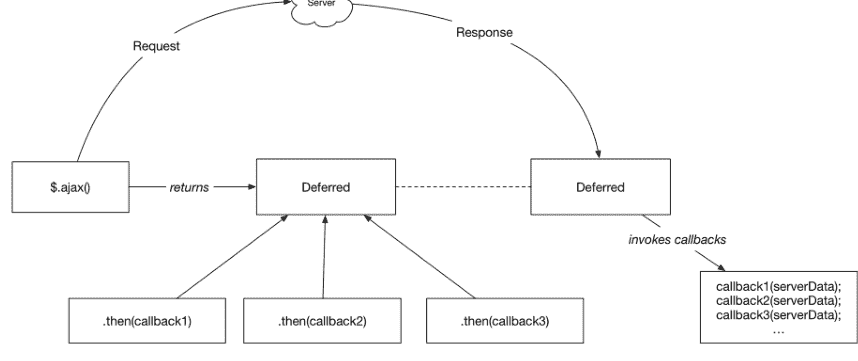 Server
Request
Response
$.ajax()
returns
Deferred
Deferred
invokes callbacks
.then(callback1)
.then(callback2)
.then(callback3)
callback1(serverData);
callback2(serverData);
callback3(serverData);
...